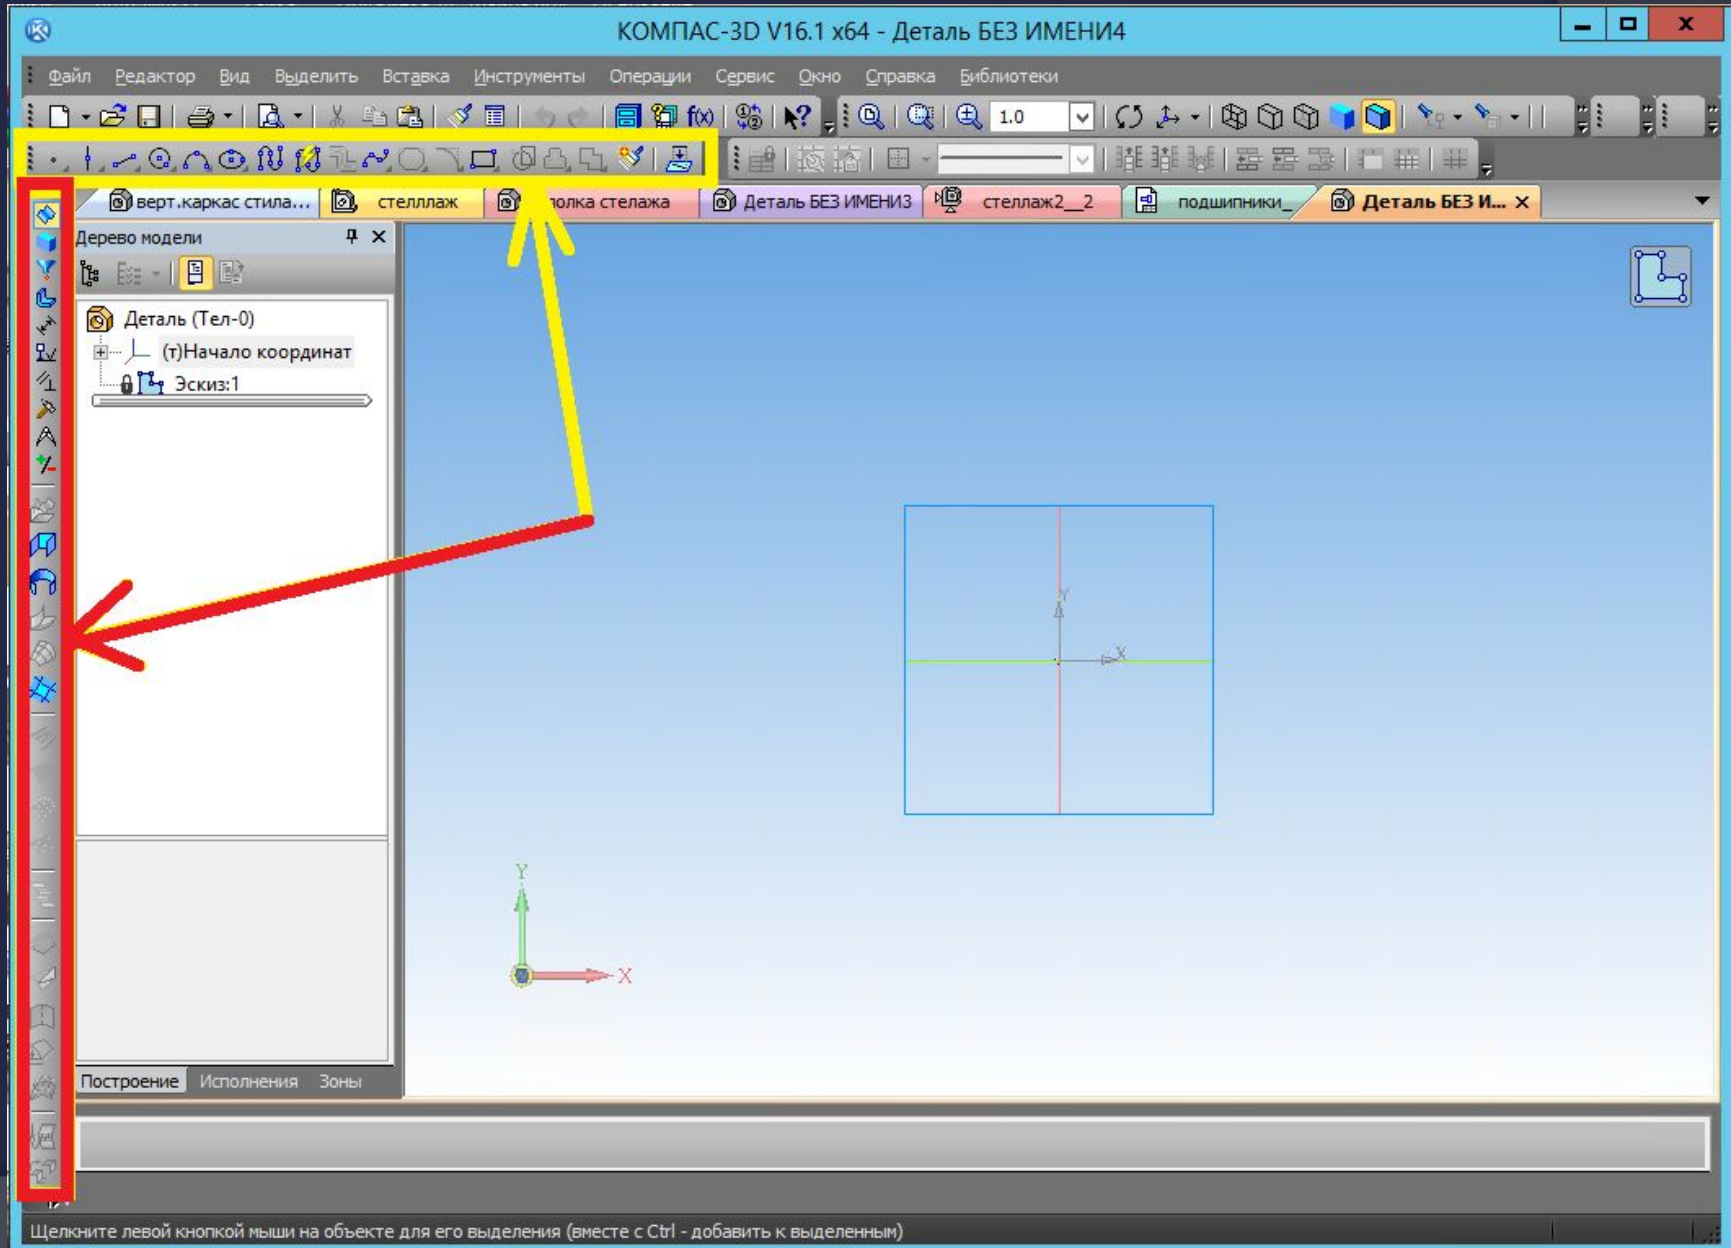 КОМПАС-3D V16.1 x64 - Деталь БЕЗ ИМЕНИ4
Файл Редактор Вид Выделить Вставка Инструменты Операции Сервис Окно Справка Библиотеки
f(x) 1.0
верт.каркас стила... стелллаж полка стелажа Деталь БЕЗ ИМЕНИ3 стеллаж2__2 подшипники_ Деталь БЕЗ И...
Дерево модели
Деталь (Тел-0)
(т)Начало координат
Эскиз:1
Y
X
Y
X
Построение Исполнения Зоны
Щелкните левой кнопкой мыши на объекте для его выделения (вместе с Ctrl - добавить к выделенным)